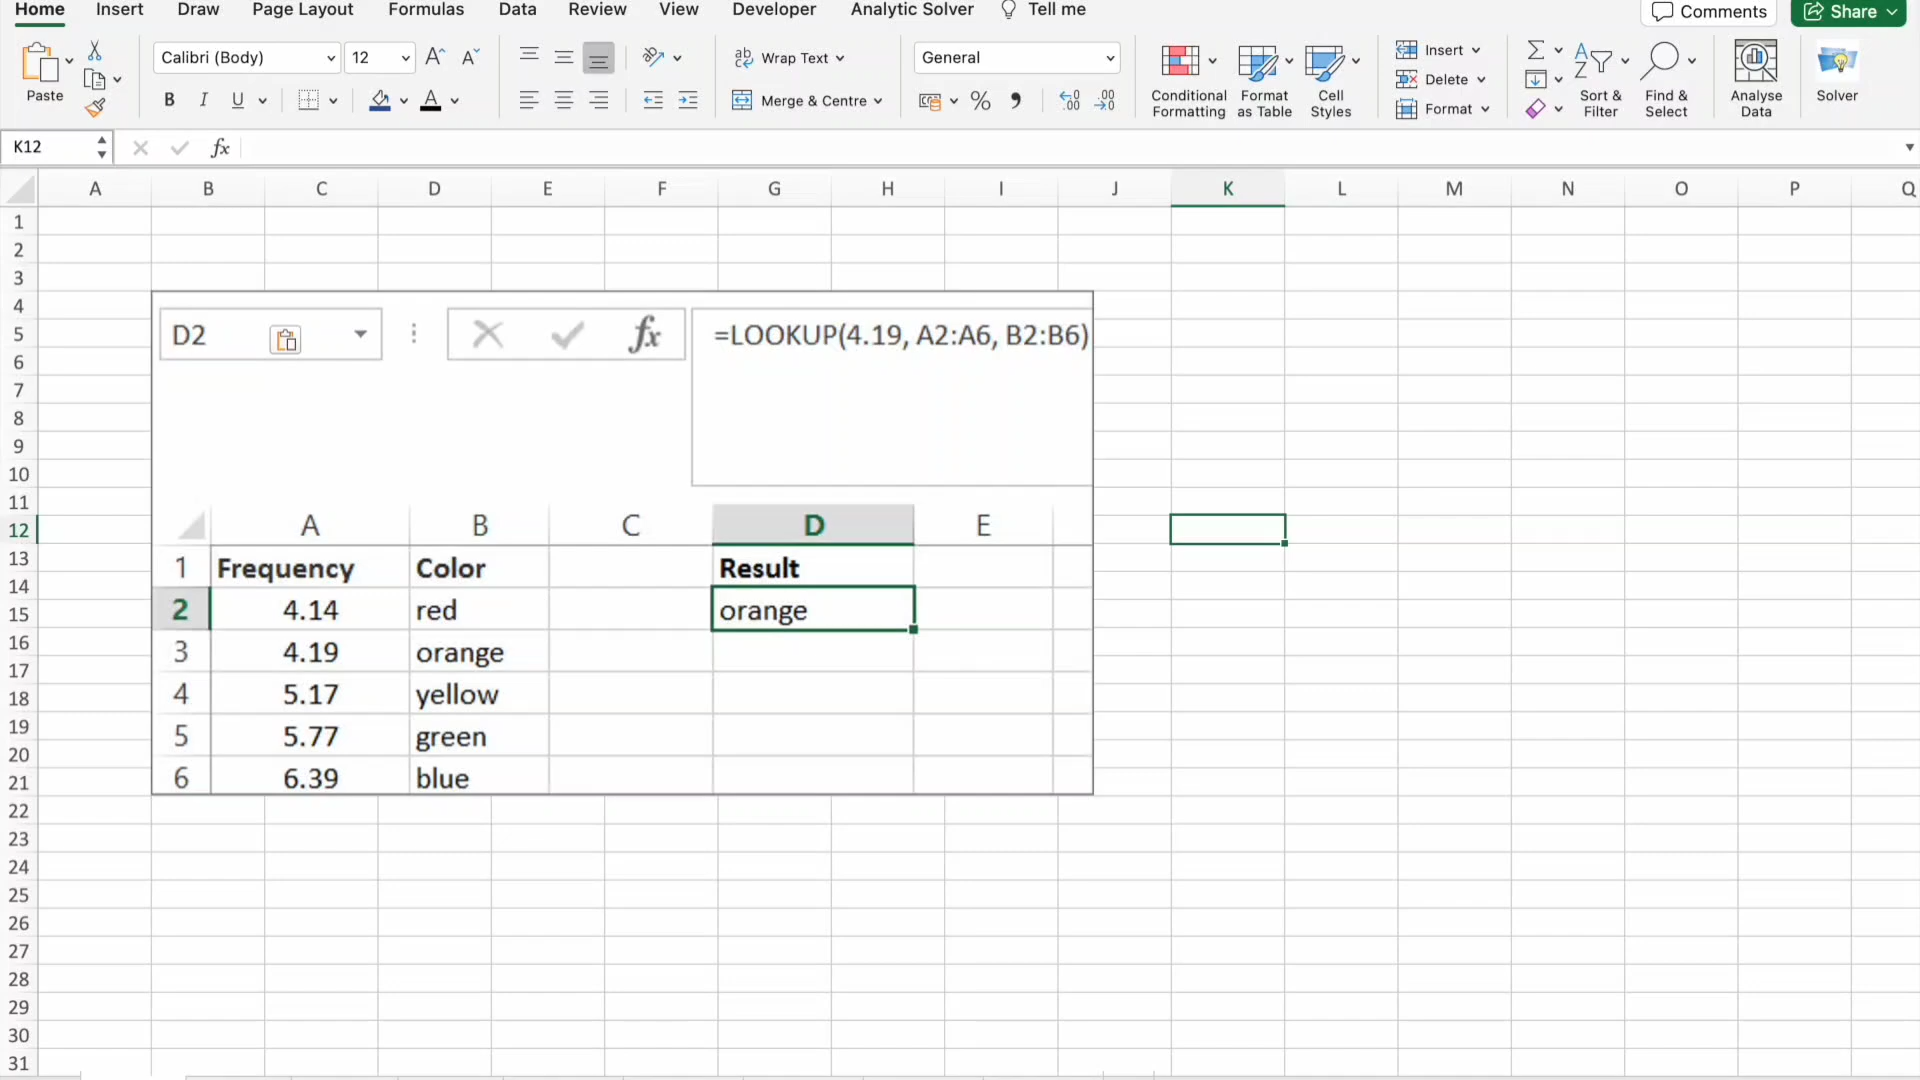 Home Insert Draw Page Layout Formulas Data Review View Developer Analytic Solver Tell me Comments Share
Calibri (Body) 12 A^ A˅ ab Wrap Text General Insert Σ A
Z
Paste B I U A Merge & Centre % , .00 .00 Conditional Formatting Format as Table Cell Styles Delete Format Sort & Filter Find & Select Analyse Data Solver
K12 fx
A B C D E F G H I J K L M N O P Q
1
2
3
4
5
6
7
8
9
10
11
12
13
14
15
16
17
18
19
20
21
22
23
24
25
26
27
28
29
30
31
D2 fx =LOOKUP(4.19, A2:A6, B2:B6)
A B C D E
1 Frequency Color Result
2 4.14 red orange
3 4.19 orange
4 5.17 yellow
5 5.77 green
6 6.39 blue